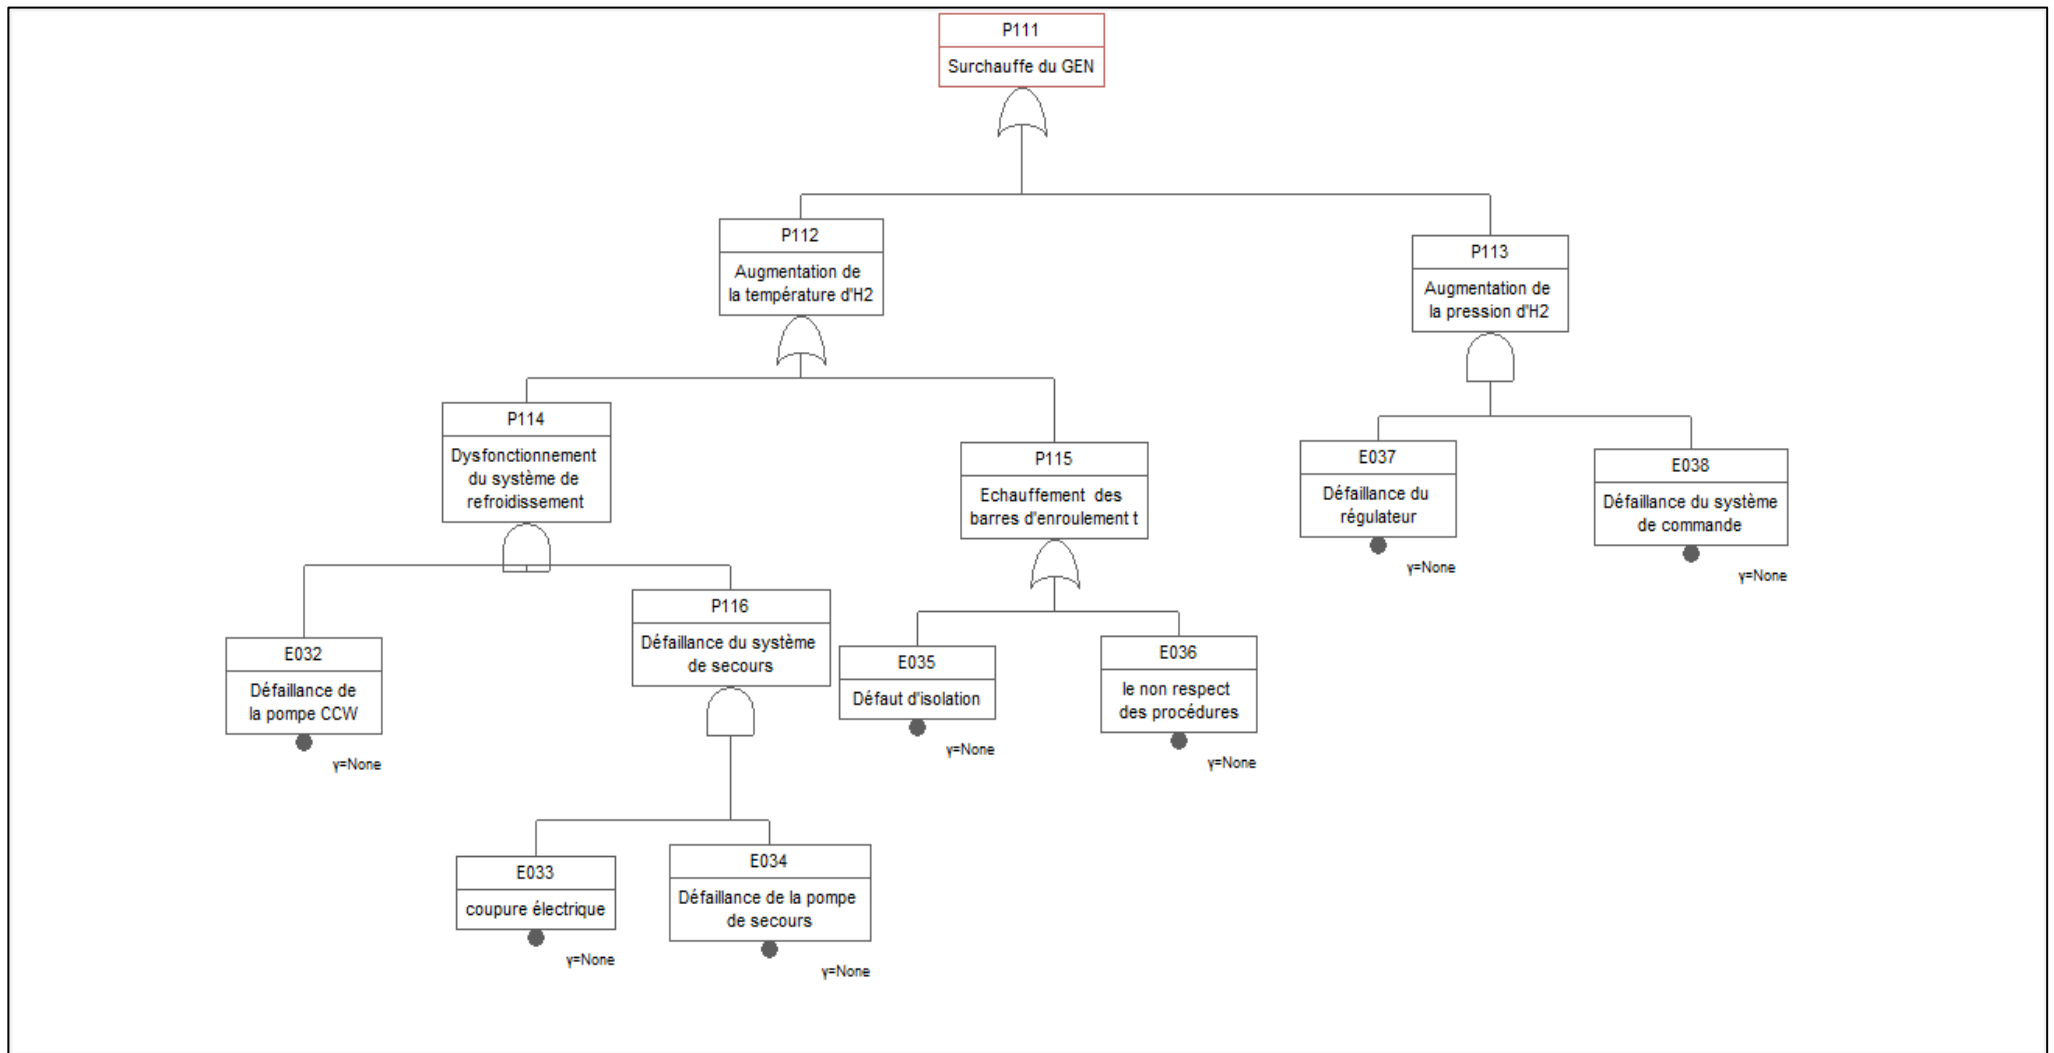 P111
Surchauffe du GEN
P112
Augmentation de
la température d'H2
P113
Augmentation de
la pression d'H2
P114
Dysfonctionnement
du système de
refroidissement
P115
Echauffement  des
barres d'enroulement t
E037
Défaillance du
régulateur
γ=None
E038
Défaillance du système
de commande
γ=None
E032
Défaillance de
la pompe CCW
γ=None
P116
Défaillance du système
de secours
E035
Défaut d'isolation
γ=None
E036
le non respect
des procédures
γ=None
E033
coupure électrique
γ=None
E034
Défaillance de la pompe
de secours
γ=None